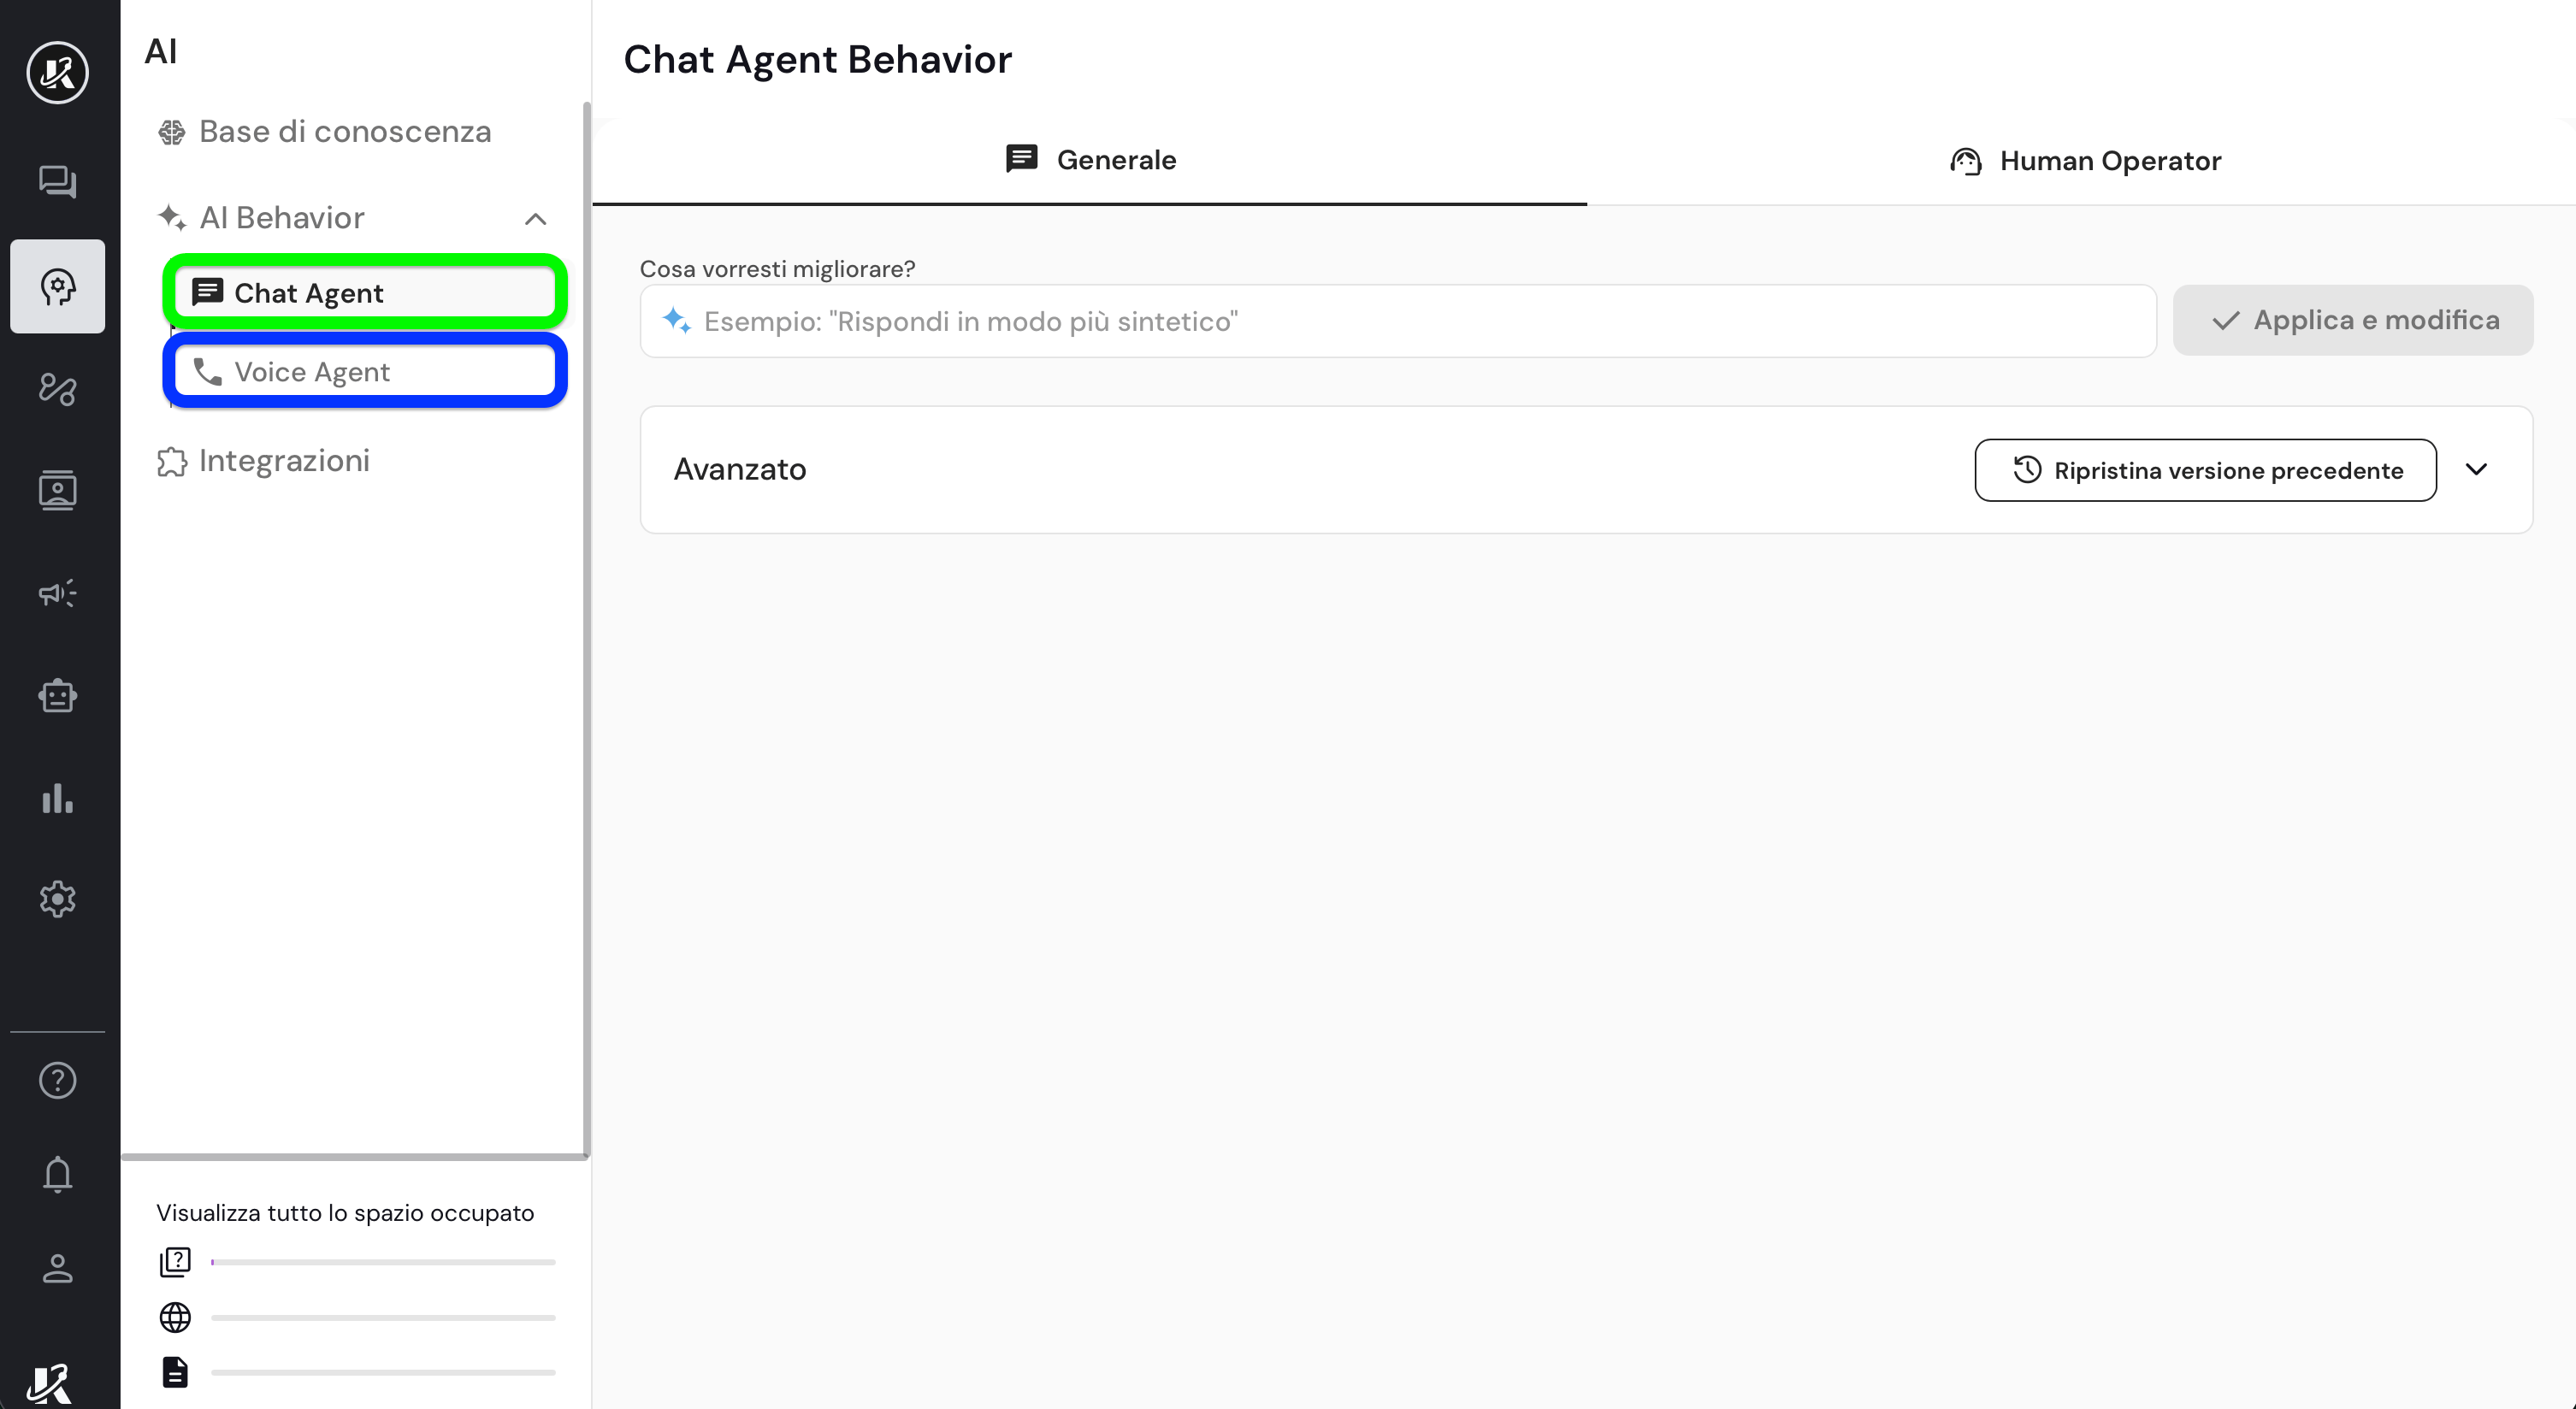 AI
Base di conoscenza
AI Behavior
Chat Agent
Voice Agent
Integrazioni
Visualizza tutto lo spazio occupato
Chat Agent Behavior
Generale
Human Operator
Cosa vorresti migliorare?
Esempio: "Rispondi in modo più sintetico"
Applica e modifica
Avanzato
Ripristina versione precedente